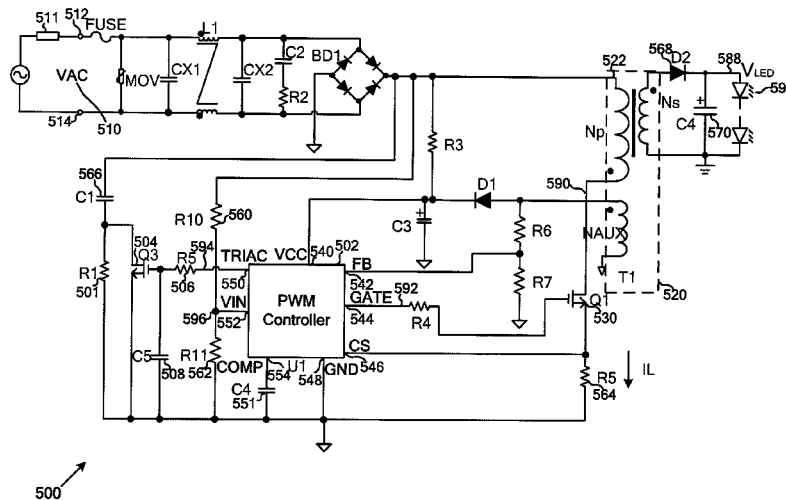 511
512
FUSE
L1
C2
BD1
522
568
D2
588
VLED
59
VAC
MOV
CX1
CX2
R2
Np
Ns
C4
570
514
510
R3
566
C1
590
R10
560
D1
C3
R6
NAUX
504
Q3
R5
594
TRIAC
VCC
540
502
FB
R1
501
506
550
542
R7
T1
520
596
VIN
552
PWM
Controller
GATE
592
544
R4
Q1
530
C5
508
R11
562
COMP
554
U1
548
GND
CS
546
C4
551
R5
564
IL
500